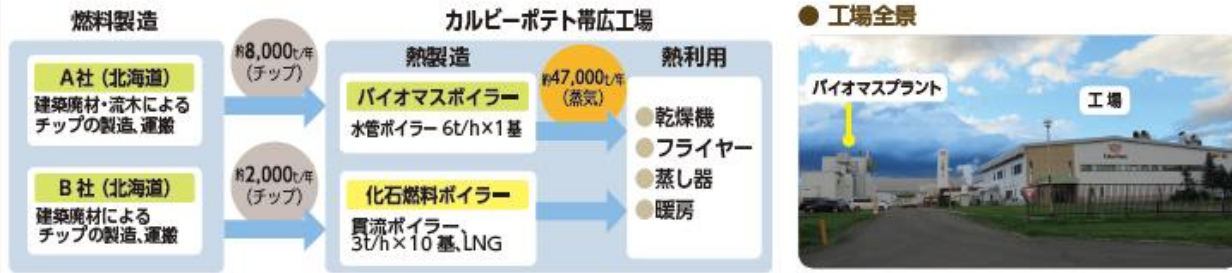 燃料製造
A社（北海道）
建築廃材・流木による
チップの製造、運搬
B社（北海道）
建築廃材による
チップの製造、運搬
約8,000t/年
（チップ）
約2,000t/年
（チップ）
カルビーポテト帯広工場
熱製造
バイオマスボイラー
水管ボイラー 6t/h×1基
化石燃料ボイラー
貫流ボイラー、
3t/h×10基、LNG
約47,000t/年
（蒸気）
熱利用
乾燥機
フライヤー
蒸し器
暖房
● 工場全景
バイオマスプラント
工場